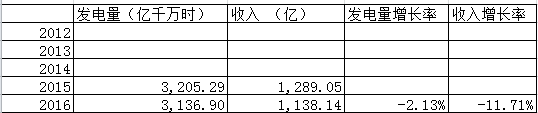 发电量（亿千万时） 收入 （亿） 发电量增长率 收入增长率
2012
2013
2014
2015 3,205.29 1,289.05
2016 3,136.90 1,138.14 -2.13% -11.71%